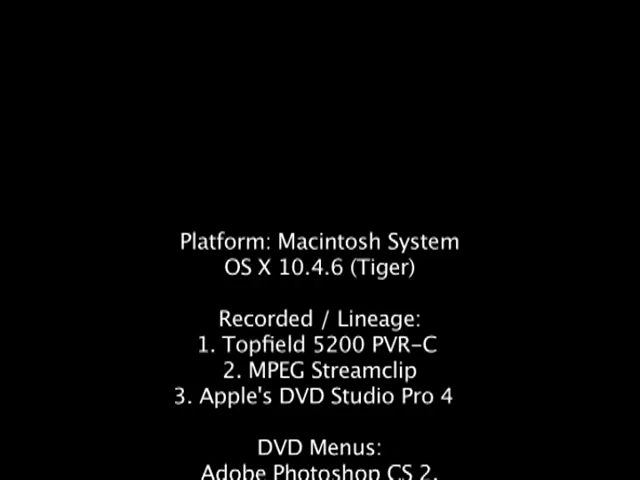 Platform: Macintosh System
OS X 10.4.6 (Tiger)
Recorded / Lineage:
1. Topfield 5200 PVR-C
2. MPEG Streamclip
3. Apple's DVD Studio Pro 4
DVD Menus:
Adobe Photoshop CS 2.